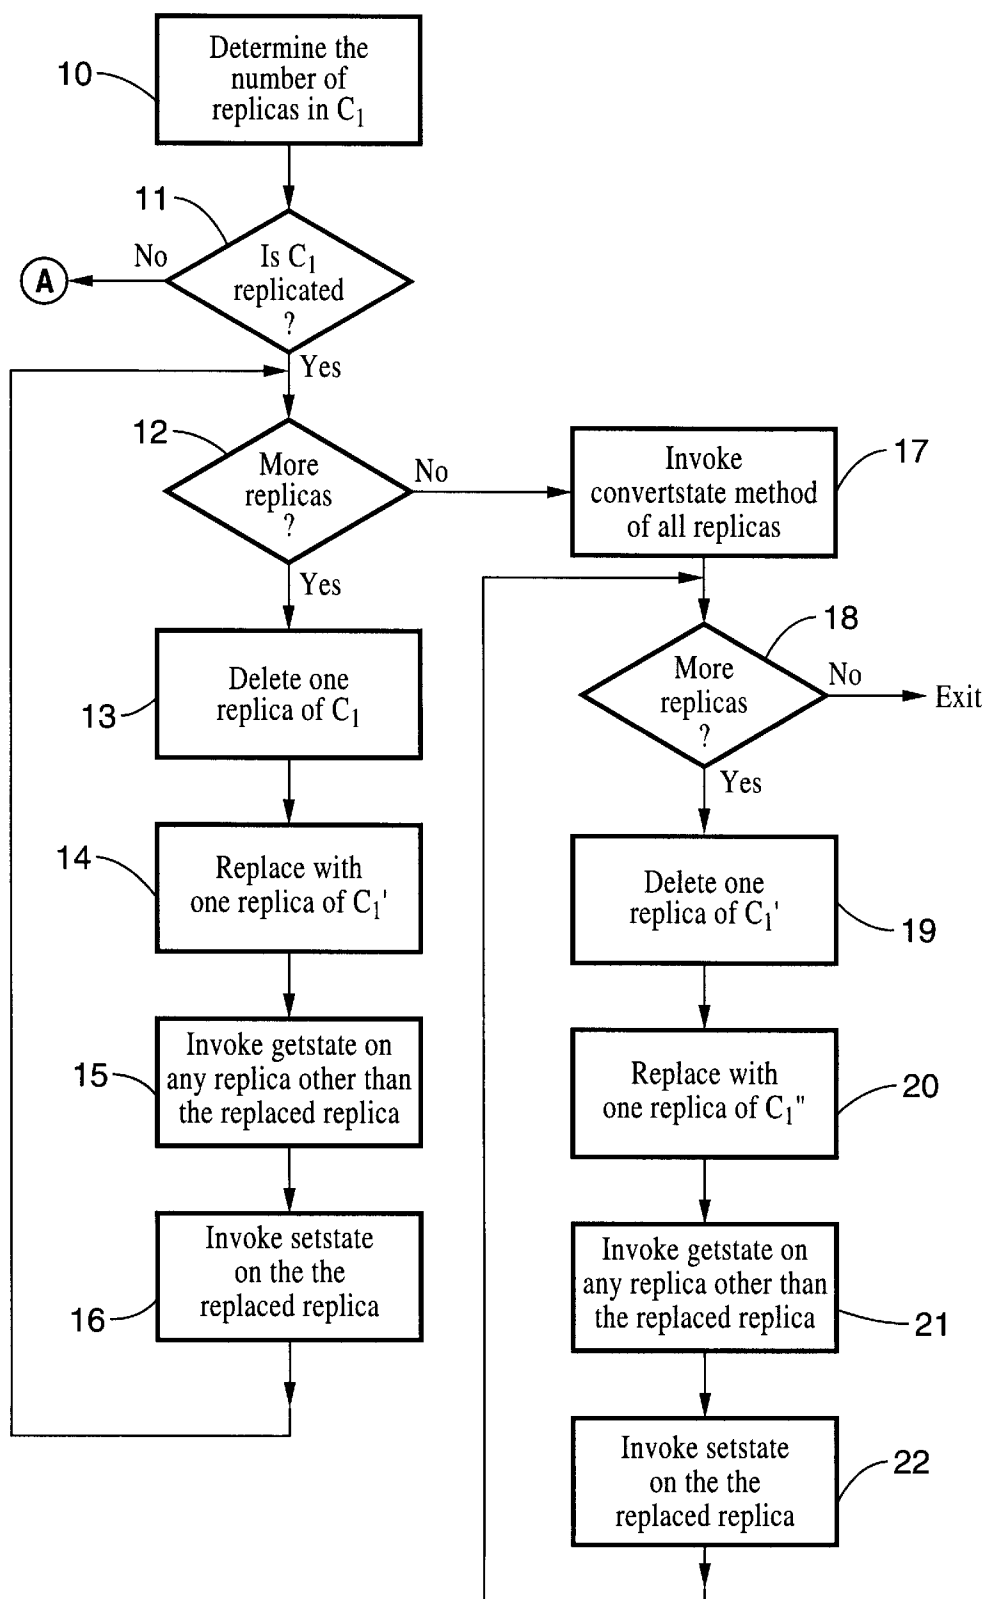 10
Determine the
number of
replicas in C₁
11
No
A
Is C₁
replicated
?
Yes
12
More
replicas
?
No
Yes
13
Delete one
replica of C₁
14
Replace with
one replica of C₁'
15
Invoke getstate on
any replica other than
the replaced replica
16
Invoke setstate
on the the
replaced replica
17
Invoke
convertstate method
of all replicas
18
More
replicas
?
No
Exit
Yes
19
Delete one
replica of C₁'
20
Replace with
one replica of C₁"
21
Invoke getstate on
any replica other than
the replaced replica
22
Invoke setstate
on the the
replaced replica